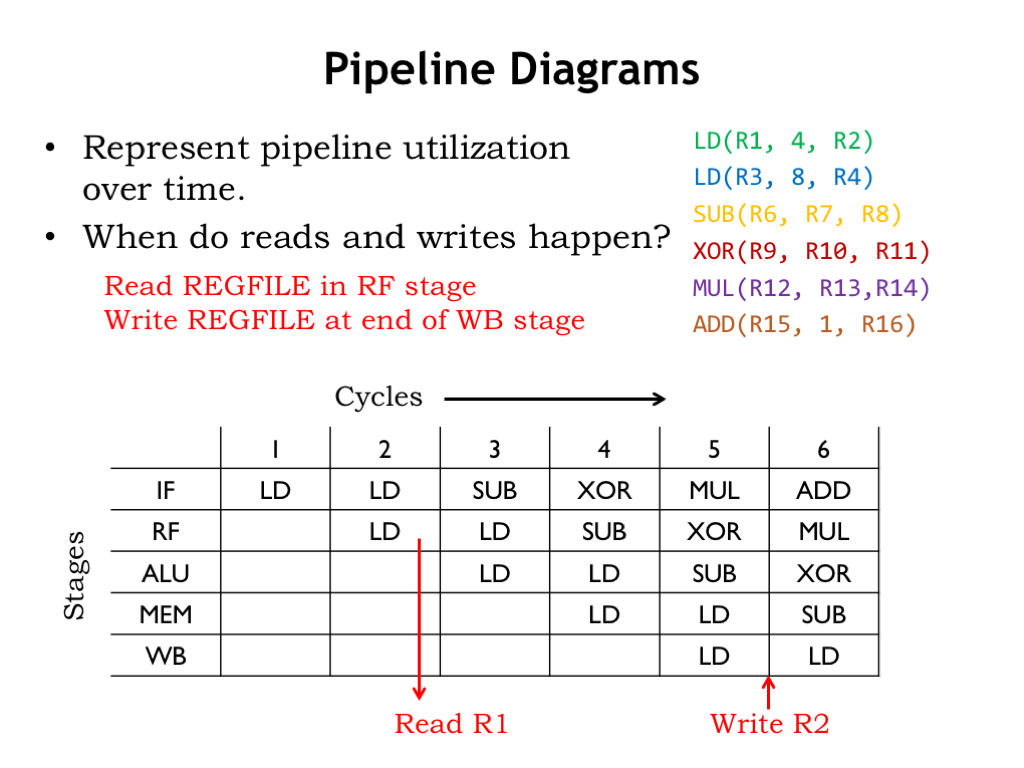 Pipeline Diagrams
• Represent pipeline utilization
over time.
• When do reads and writes happen?
Read REGFILE in RF stage
Write REGFILE at end of WB stage
LD(R1, 4, R2)
LD(R3, 8, R4)
SUB(R6, R7, R8)
XOR(R9, R10, R11)
MUL(R12, R13,R14)
ADD(R15, 1, R16)
Cycles
1 2 3 4 5 6
IF LD LD SUB XOR MUL ADD
RF LD LD SUB XOR MUL
ALU LD LD SUB XOR
MEM LD LD SUB
WB LD LD
Stages
Read R1
Write R2